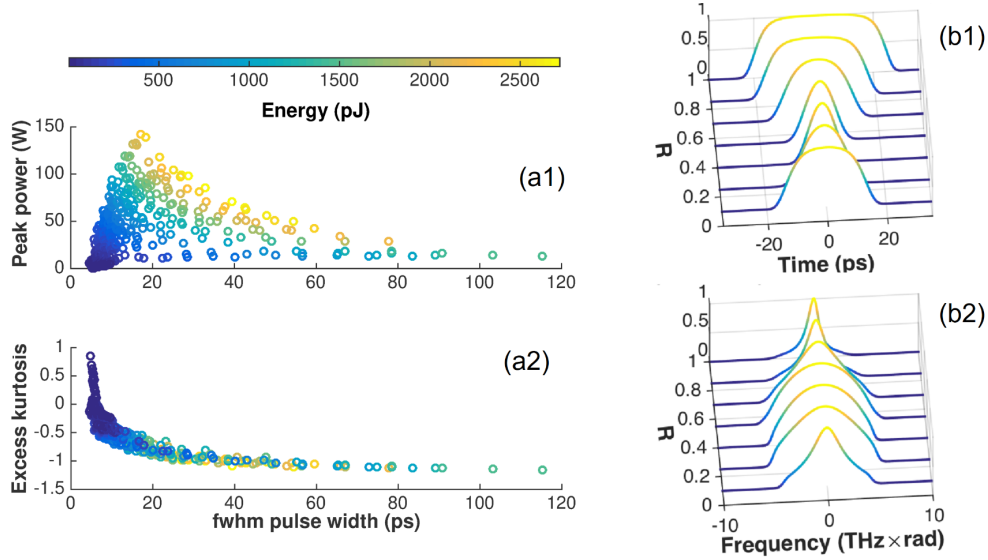 500 1000 1500 2000 2500
Energy (pJ)
150
100
50
0
Peak power (W)
(a1)
0 20 40 60 80 100 120
1
0.5
0
-0.5
-1
-1.5
Excess kurtosis
(a2)
0 20 40 60 80 100 120
fwhm pulse width (ps)
(b1)
1
0.5
0
1
0.8
0.6
0.4
0.2
0
R
-20 0 20
Time (ps)
(b2)
1
0.5
0
1
0.8
0.6
0.4
0.2
0
R
-10 0 10
Frequency (THz×rad)